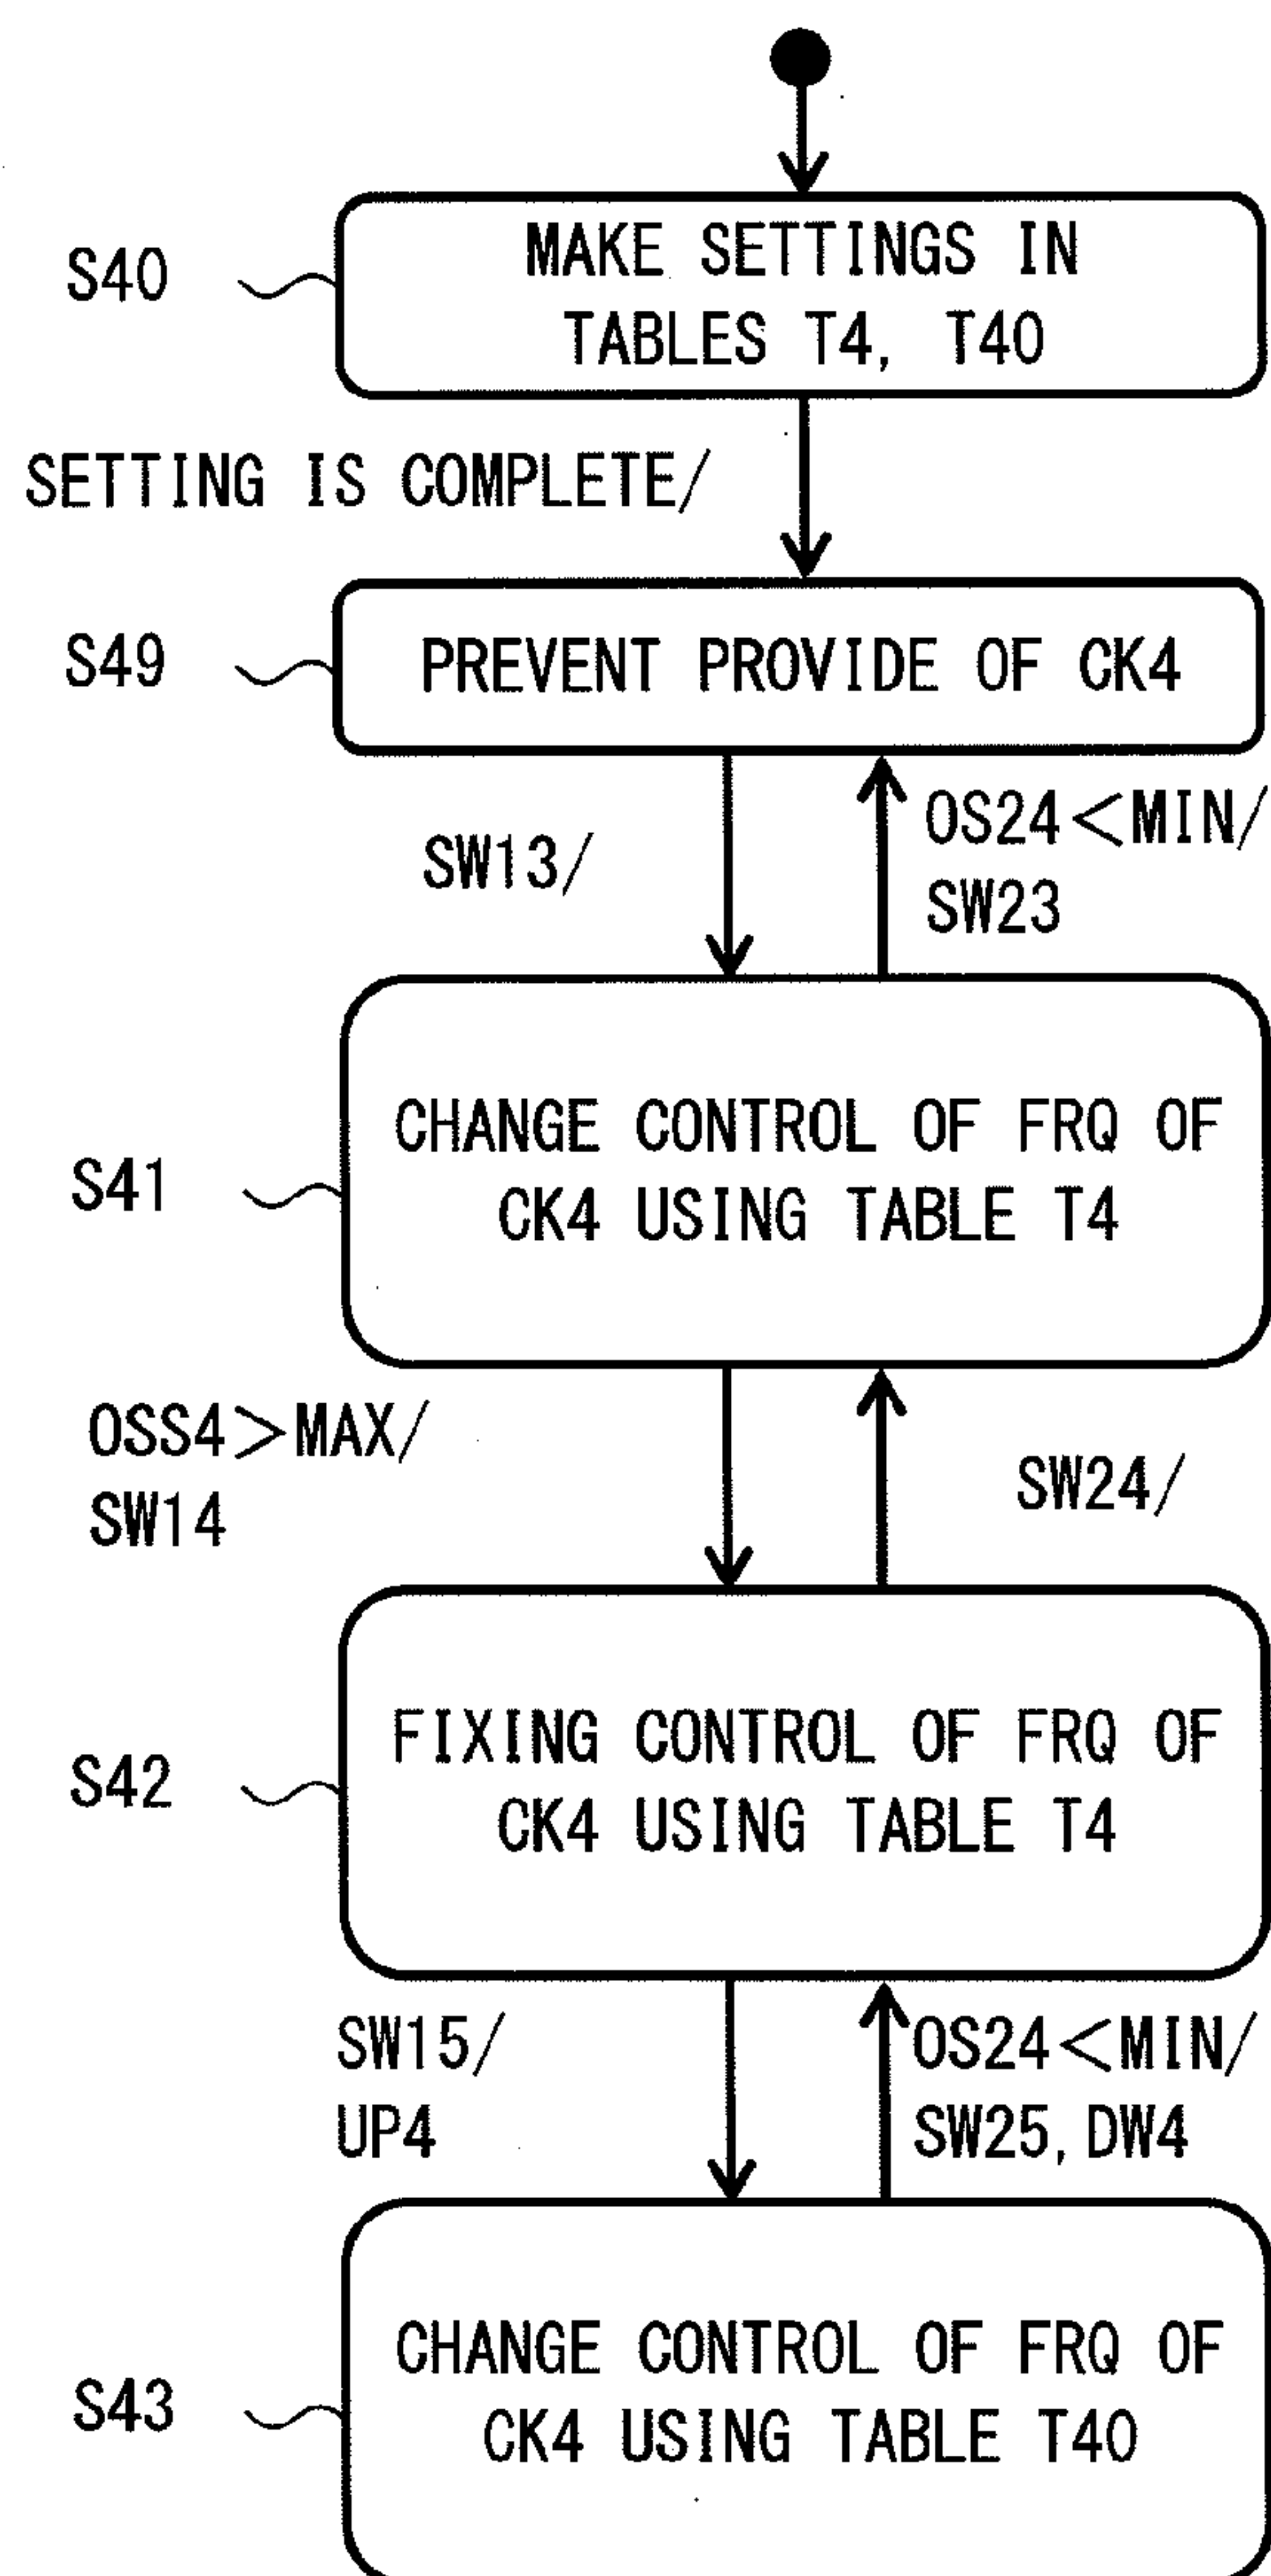 MAKE SETTINGS IN
TABLES T4, T40
S40
SETTING IS COMPLETE/
S49
PREVENT PROVIDE OF CK4
SW13/
OS24<MIN/
SW23
CHANGE CONTROL OF FRQ OF
CK4 USING TABLE T4
S41
OSS4>MAX/
SW14
SW24/
FIXING CONTROL OF FRQ OF
CK4 USING TABLE T4
S42
SW15/
UP4
OS24<MIN/
SW25, DW4
CHANGE CONTROL OF FRQ OF
CK4 USING TABLE T40
S43